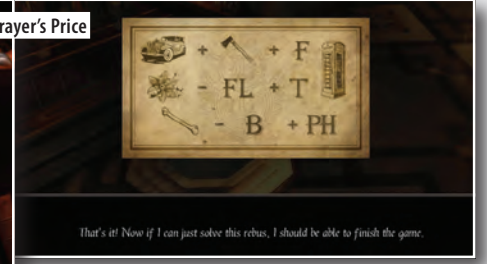 rayer's Price
+ + F
- FL + T
- B + PH
That's it! Now if I can just solve this rebus, I should be able to finish the game.